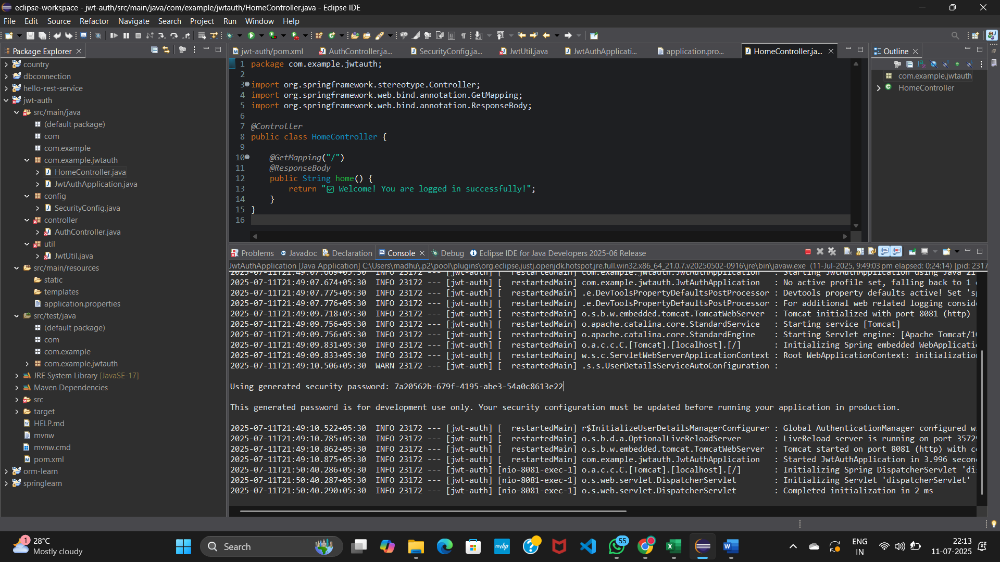 eclipse-workspace - jwt-auth/src/main/java/com/example/jwtauth/HomeController.java - Eclipse IDE
File Edit Source Refactor Navigate Search Project Run Window Help
Package Explorer
country
dbconnection
hello-rest-service
jwt-auth
src/main/java
(default package)
com
com.example
com.example.jwtauth
HomeController.java
JwtAuthApplication.java
config
SecurityConfig.java
controller
AuthController.java
util
JwtUtil.java
src/main/resources
static
templates
application.properties
src/test/java
(default package)
com
com.example
com.example.jwtauth
JRE System Library [JavaSE-17]
Maven Dependencies
src
target
HELP.md
mvnw
mvnw.cmd
pom.xml
orm-learn
springlearn
jwt-auth/pom.xml AuthController.ja... SecurityConfig.ja... JwtUtil.java JwtAuthApplicati... application.pro... HomeController.ja...
1 package com.example.jwtauth;
2
3 import org.springframework.stereotype.Controller;
4 import org.springframework.web.bind.annotation.GetMapping;
5 import org.springframework.web.bind.annotation.ResponseBody;
6
7 @Controller
8 public class HomeController {
9
10 @GetMapping("/")
11 @ResponseBody
12 public String home() {
13 return "✅ Welcome! You are logged in successfully!";
14 }
15 }
16
Outline
com.example.jwtauth
HomeController
Problems Javadoc Declaration Console Debug Eclipse IDE for Java Developers 2025-06 Release
JwtAuthApplication [Java Application] C:\Users\madhu\.p2\pool\plugins\org.eclipse.justj.openjdk.hotspot.jre.full.win32.x86_64_21.0.7.v20250502-0916\jre\bin\javaw.exe (11-Jul-2025, 9:49:03 pm elapsed: 0:24:14) [pid: 2317
2025-07-11T21:49:07.669+05:30 INFO 23172 --- [jwt-auth] [ restartedMain] com.example.jwtauth.JwtAuthApplication : Starting JwtAuthApplication using Java 21
2025-07-11T21:49:07.674+05:30 INFO 23172 --- [jwt-auth] [ restartedMain] com.example.jwtauth.JwtAuthApplication : No active profile set, falling back to 1
2025-07-11T21:49:07.775+05:30 INFO 23172 --- [jwt-auth] [ restartedMain] .e.DevToolsPropertyDefaultsPostProcessor : Devtools property defaults active! Set 's
2025-07-11T21:49:07.776+05:30 INFO 23172 --- [jwt-auth] [ restartedMain] .e.DevToolsPropertyDefaultsPostProcessor : For additional web related logging consid
2025-07-11T21:49:09.718+05:30 INFO 23172 --- [jwt-auth] [ restartedMain] o.s.b.w.embedded.tomcat.TomcatWebServer : Tomcat initialized with port 8081 (http)
2025-07-11T21:49:09.756+05:30 INFO 23172 --- [jwt-auth] [ restartedMain] o.apache.catalina.core.StandardService : Starting service [Tomcat]
2025-07-11T21:49:09.756+05:30 INFO 23172 --- [jwt-auth] [ restartedMain] o.apache.catalina.core.StandardEngine : Starting Servlet engine: [Apache Tomcat/1
2025-07-11T21:49:09.831+05:30 INFO 23172 --- [jwt-auth] [ restartedMain] o.a.c.c.C.[Tomcat].[localhost].[/] : Initializing Spring embedded WebApplicati
2025-07-11T21:49:09.833+05:30 INFO 23172 --- [jwt-auth] [ restartedMain] w.s.c.ServletWebServerApplicationContext : Root WebApplicationContext: initialization
2025-07-11T21:49:10.506+05:30 WARN 23172 --- [jwt-auth] [ restartedMain] .s.s.UserDetailsServiceAutoConfiguration :
Using generated security password: 7a20562b-679f-4195-abe3-54a0c8613e22
This generated password is for development use only. Your security configuration must be updated before running your application in production.
2025-07-11T21:49:10.522+05:30 INFO 23172 --- [jwt-auth] [ restartedMain] r$InitializeUserDetailsManagerConfigurer : Global AuthenticationManager configured w
2025-07-11T21:49:10.785+05:30 INFO 23172 --- [jwt-auth] [ restartedMain] o.s.b.d.a.OptionalLiveReloadServer : LiveReload server is running on port 3572
2025-07-11T21:49:10.862+05:30 INFO 23172 --- [jwt-auth] [ restartedMain] o.s.b.w.embedded.tomcat.TomcatWebServer : Tomcat started on port 8081 (http) with c
2025-07-11T21:49:10.875+05:30 INFO 23172 --- [jwt-auth] [ restartedMain] com.example.jwtauth.JwtAuthApplication : Started JwtAuthApplication in 3.996 secon
2025-07-11T21:50:40.286+05:30 INFO 23172 --- [jwt-auth] [nio-8081-exec-1] o.a.c.c.C.[Tomcat].[localhost].[/] : Initializing Spring DispatcherServlet 'di
2025-07-11T21:50:40.287+05:30 INFO 23172 --- [jwt-auth] [nio-8081-exec-1] o.s.web.servlet.DispatcherServlet : Initializing Servlet 'dispatcherServlet'
2025-07-11T21:50:40.290+05:30 INFO 23172 --- [jwt-auth] [nio-8081-exec-1] o.s.web.servlet.DispatcherServlet : Completed initialization in 2 ms
1
28°C
Mostly cloudy
Search
myhp
55
ENG
IN
22:13
11-07-2025